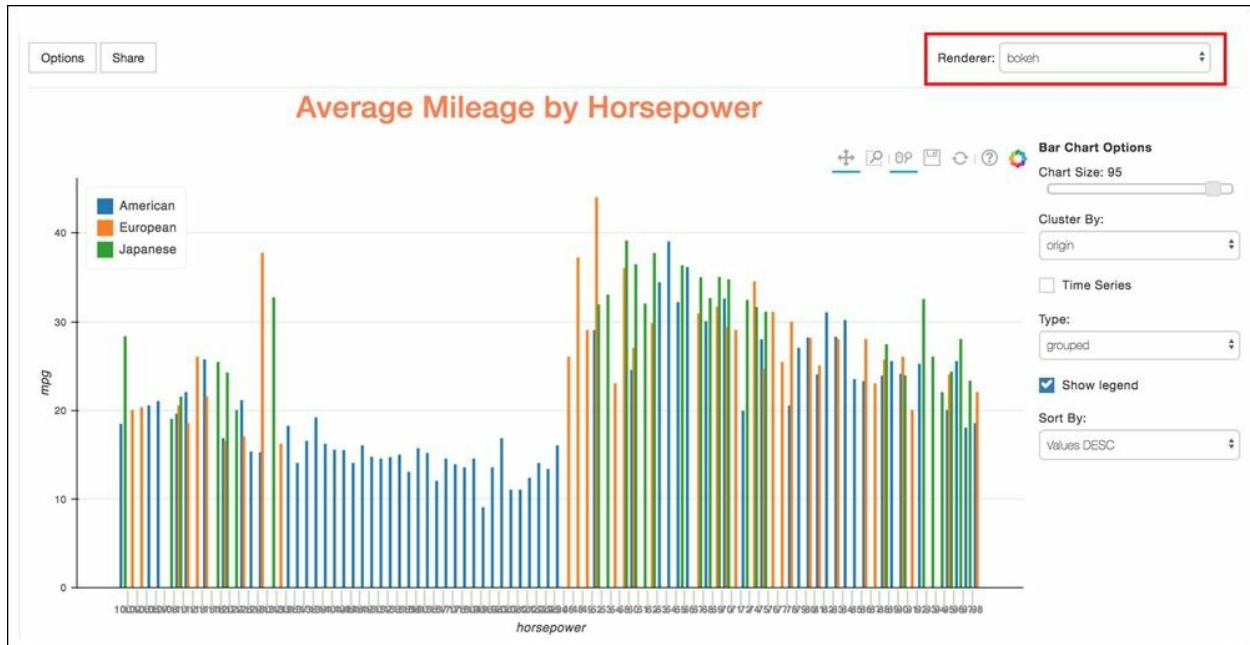 Options Share Renderer: bokeh
Average Mileage by Horsepower
Bar Chart Options
Chart Size: 95
Cluster By:
origin
Time Series
Type:
grouped
Show legend
Sort By:
Values DESC
American
European
Japanese
mpg
40
30
20
10
0
horsepower